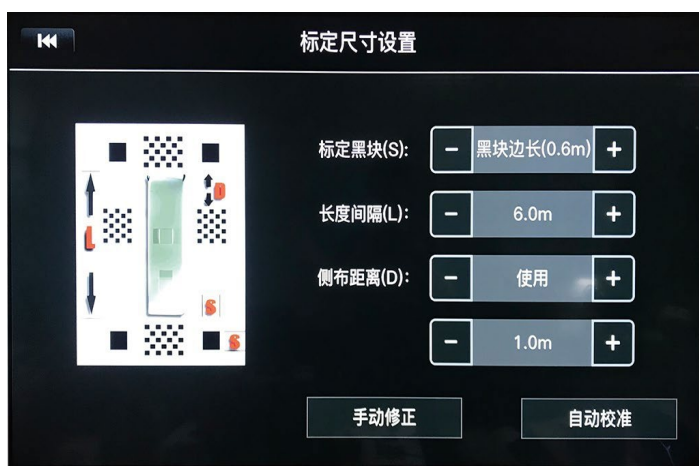 标定尺寸设置
标定黑块(S): - 黑块边长(0.6m) +
长度间隔(L): - 6.0m +
侧布距离(D): - 使用 +
- 1.0m +
手动修正 自动校准
D
L
S
S